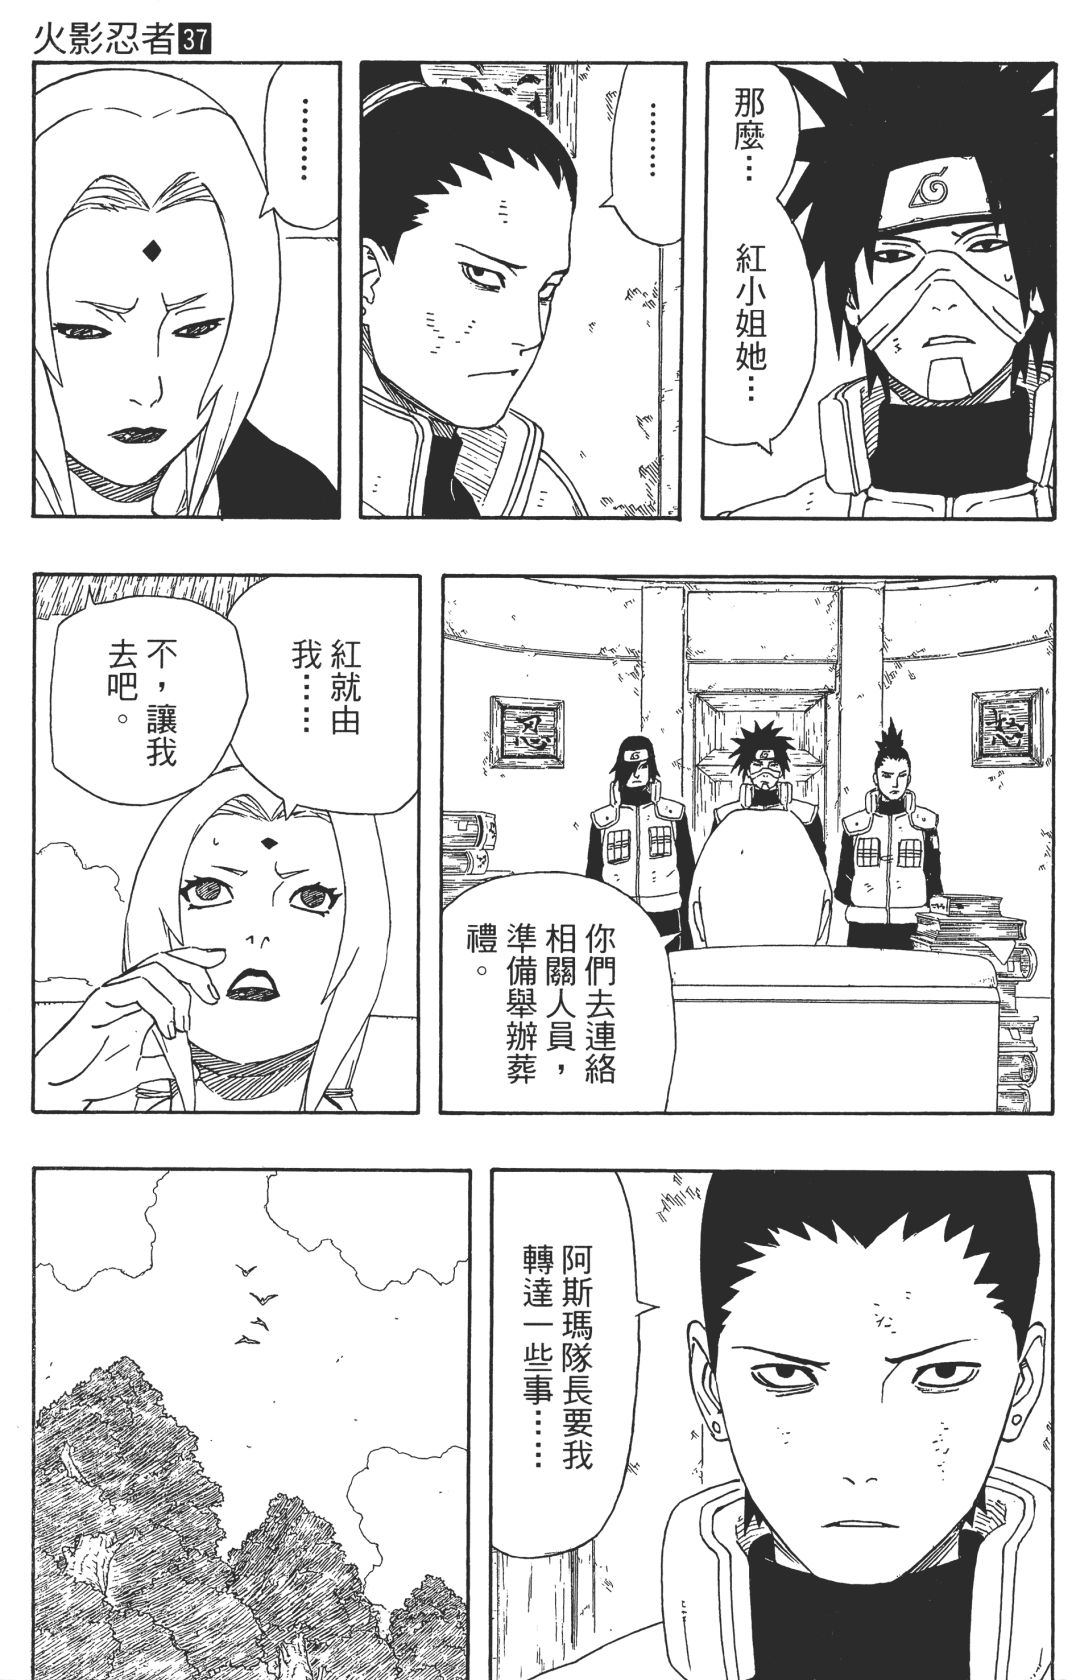 火影忍者37
那麼…
紅小姐她…
………
………
你們去連絡
相關人員，
準備舉辦葬
禮。
忍
紅就由
我……
不，讓我
去吧。
阿斯瑪隊長要我
轉達一些事……